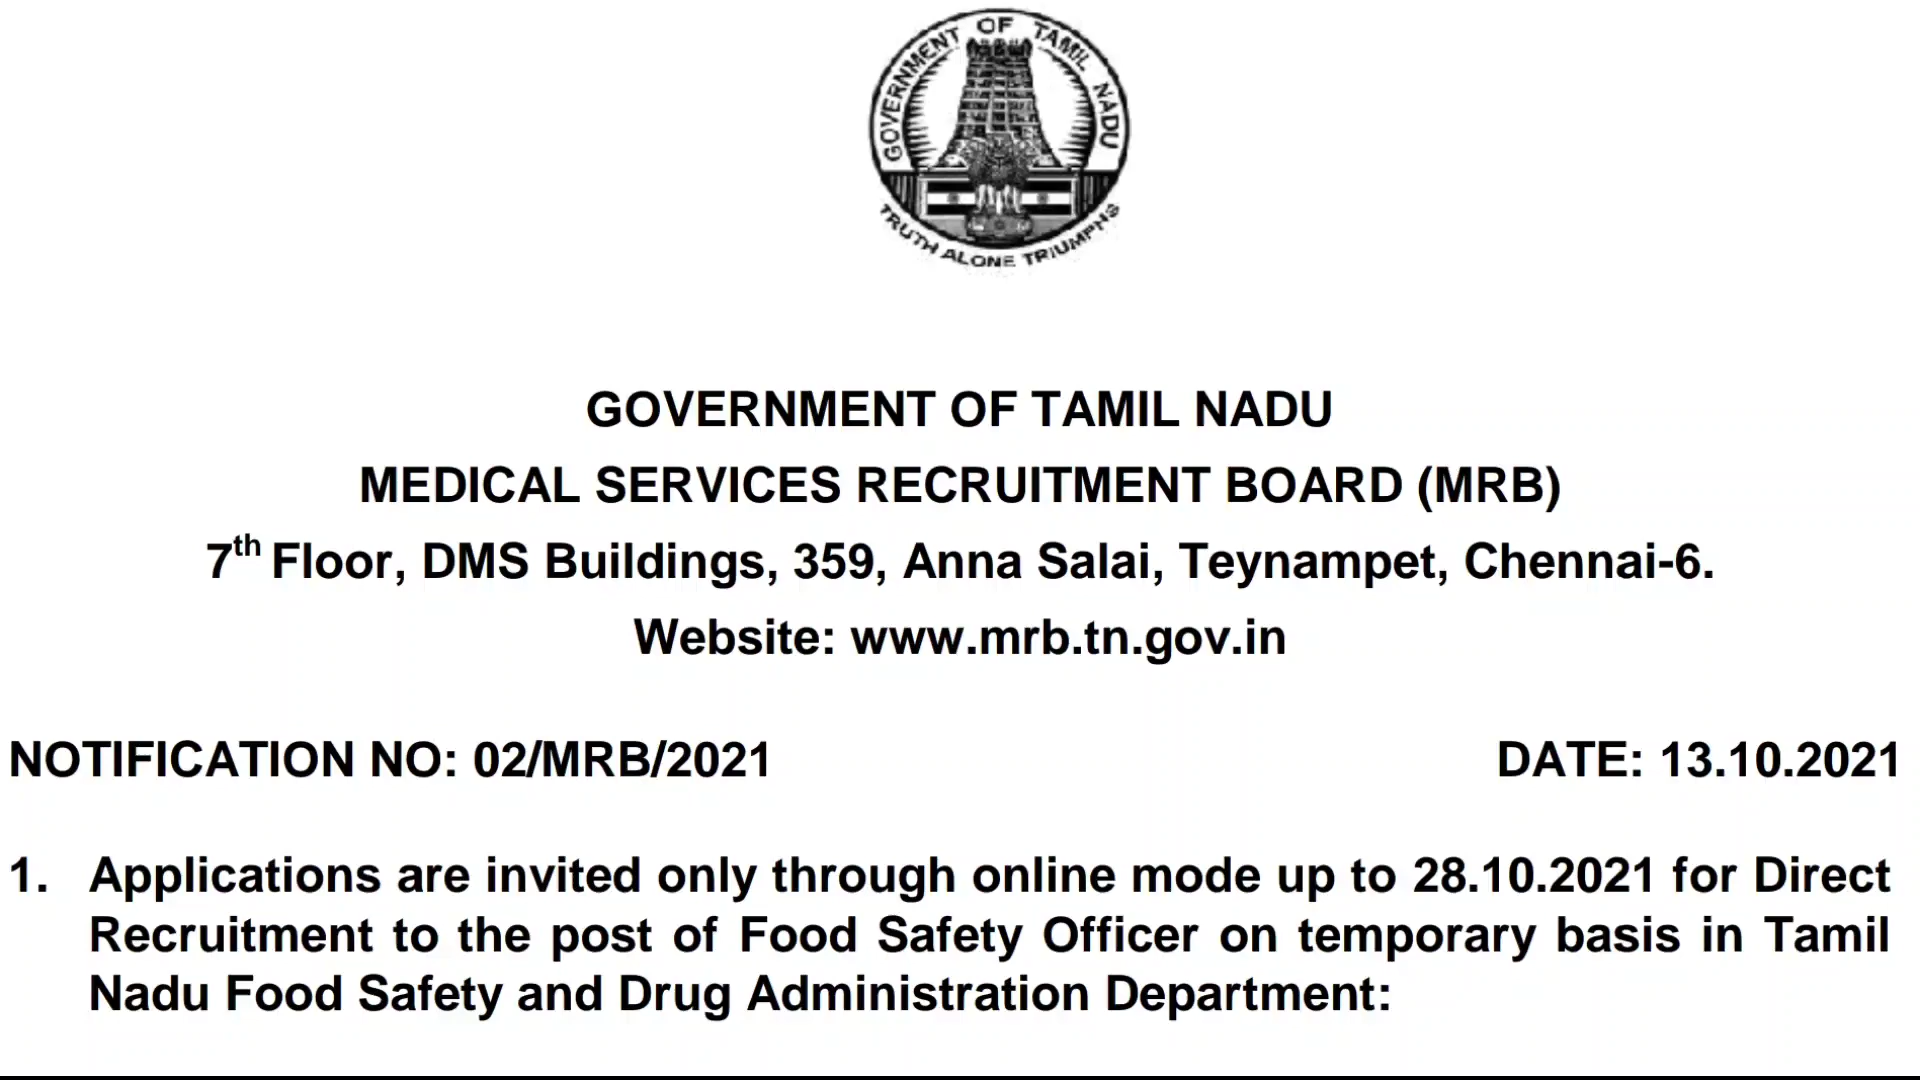 GOVERNMENT OF TAMIL NADU
TRUTH ALONE TRIUMPHS
GOVERNMENT OF TAMIL NADU
MEDICAL SERVICES RECRUITMENT BOARD (MRB)
7th Floor, DMS Buildings, 359, Anna Salai, Teynampet, Chennai-6.
Website: www.mrb.tn.gov.in
NOTIFICATION NO: 02/MRB/2021 DATE: 13.10.2021
1. Applications are invited only through online mode up to 28.10.2021 for Direct
Recruitment to the post of Food Safety Officer on temporary basis in Tamil
Nadu Food Safety and Drug Administration Department: